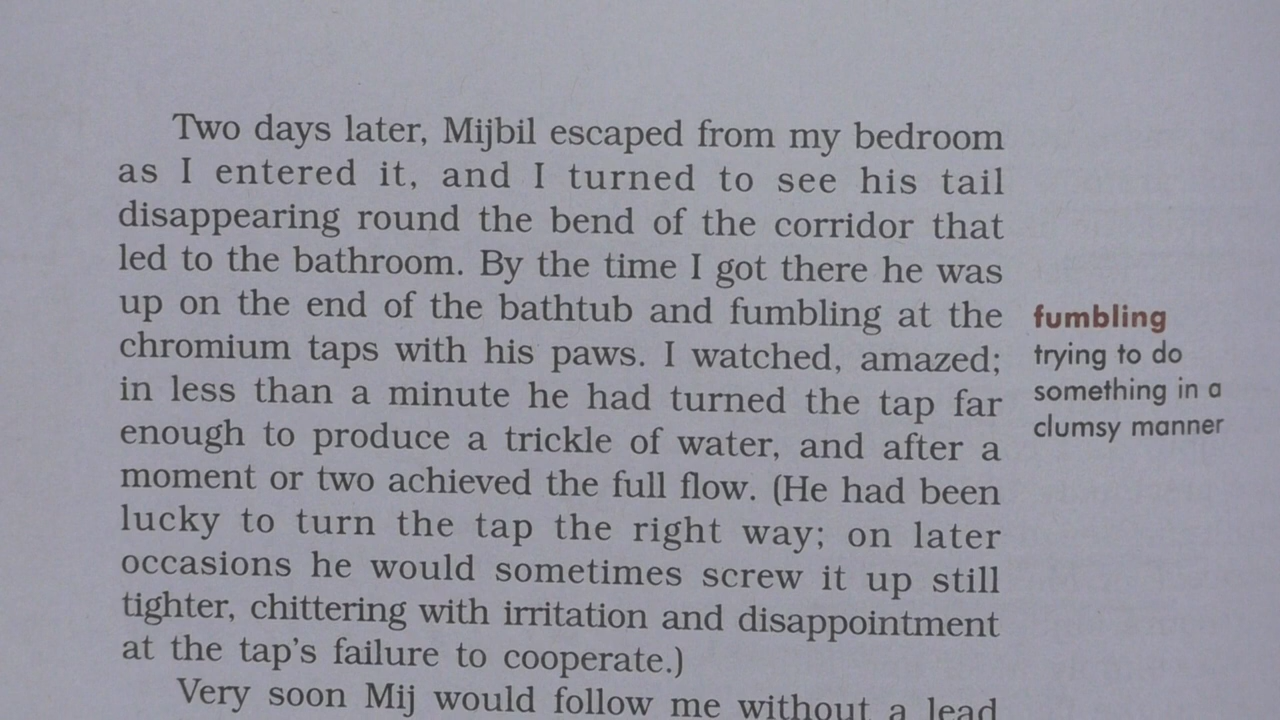 Two days later, Mijbil escaped from my bedroom
as I entered it, and I turned to see his tail
disappearing round the bend of the corridor that
led to the bathroom. By the time I got there he was
up on the end of the bathtub and fumbling at the
chromium taps with his paws. I watched, amazed;
in less than a minute he had turned the tap far
enough to produce a trickle of water, and after a
moment or two achieved the full flow. (He had been
lucky to turn the tap the right way; on later
occasions he would sometimes screw it up still
tighter, chittering with irritation and disappointment
at the tap's failure to cooperate.)
Very soon Mij would follow me without a lead
fumbling
trying to do
something in a
clumsy manner